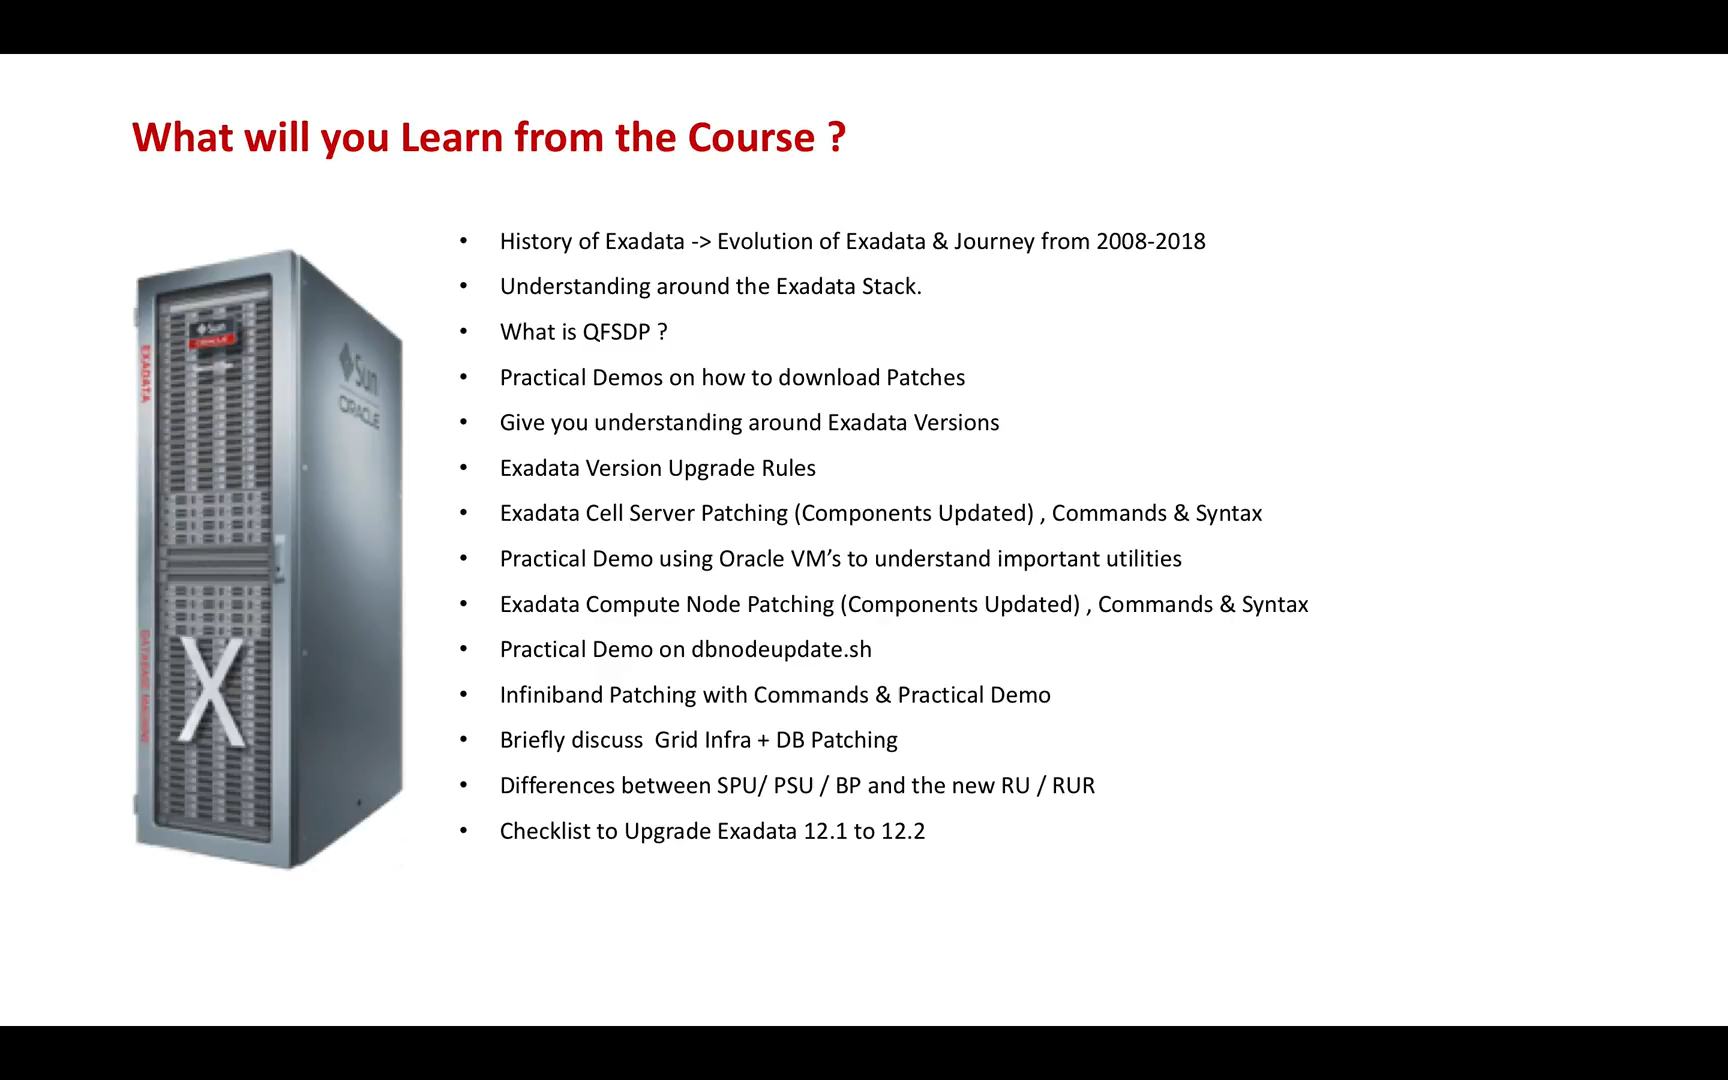 What will you Learn from the Course ?
• History of Exadata -> Evolution of Exadata & Journey from 2008-2018
• Understanding around the Exadata Stack.
• What is QFSDP ?
• Practical Demos on how to download Patches
• Give you understanding around Exadata Versions
• Exadata Version Upgrade Rules
• Exadata Cell Server Patching (Components Updated) , Commands & Syntax
• Practical Demo using Oracle VM’s to understand important utilities
• Exadata Compute Node Patching (Components Updated) , Commands & Syntax
• Practical Demo on dbnodeupdate.sh
• Infiniband Patching with Commands & Practical Demo
• Briefly discuss  Grid Infra + DB Patching
• Differences between SPU/ PSU / BP and the new RU / RUR
• Checklist to Upgrade Exadata 12.1 to 12.2
Sun
ORACLE
EXADATA
DATABASE MACHINE
X
Sun
ORACLE